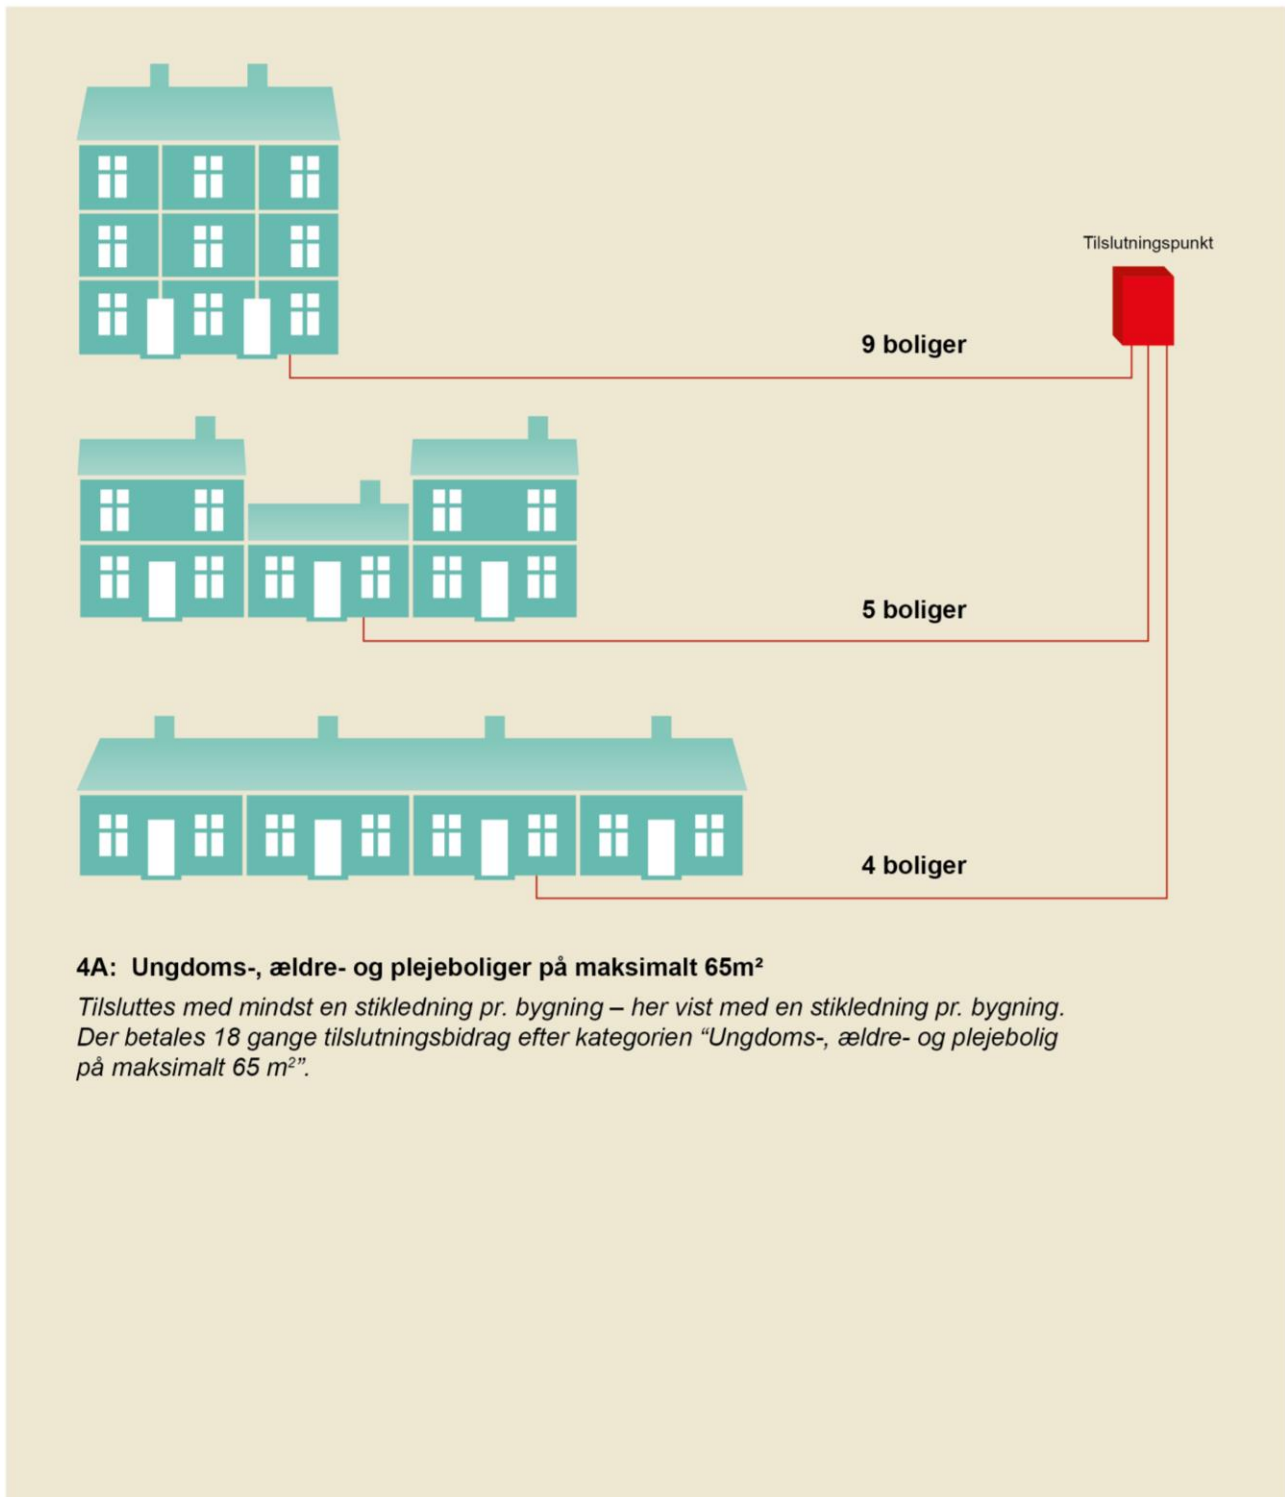 Tilslutningspunkt
9 boliger
5 boliger
4 boliger
4A: Ungdoms-, ældre- og plejeboliger på maksimalt 65m²
Tilsluttes med mindst en stikledning pr. bygning – her vist med en stikledning pr. bygning.
Der betales 18 gange tilslutningsbidrag efter kategorien “Ungdoms-, ældre- og plejebolig
på maksimalt 65 m²”.